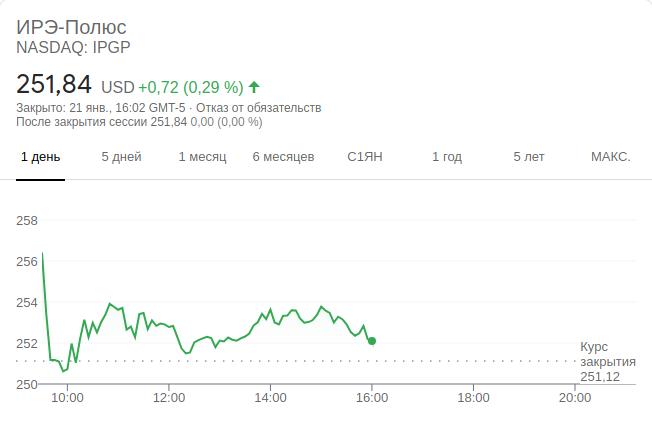 ИРЭ-Полюс
NASDAQ: IPGP
251,84 USD +0,72 (0,29 %)
Закрыто: 21 янв., 16:02 GMT-5 · Отказ от обязательств
После закрытия сессии 251,84 0,00 (0,00 %)
1 день 5 дней 1 месяц 6 месяцев С1ЯН 1 год 5 лет МАКС.
258
256
254
252
250
Курс
закрытия
251,12
10:00 12:00 14:00 16:00 18:00 20:00